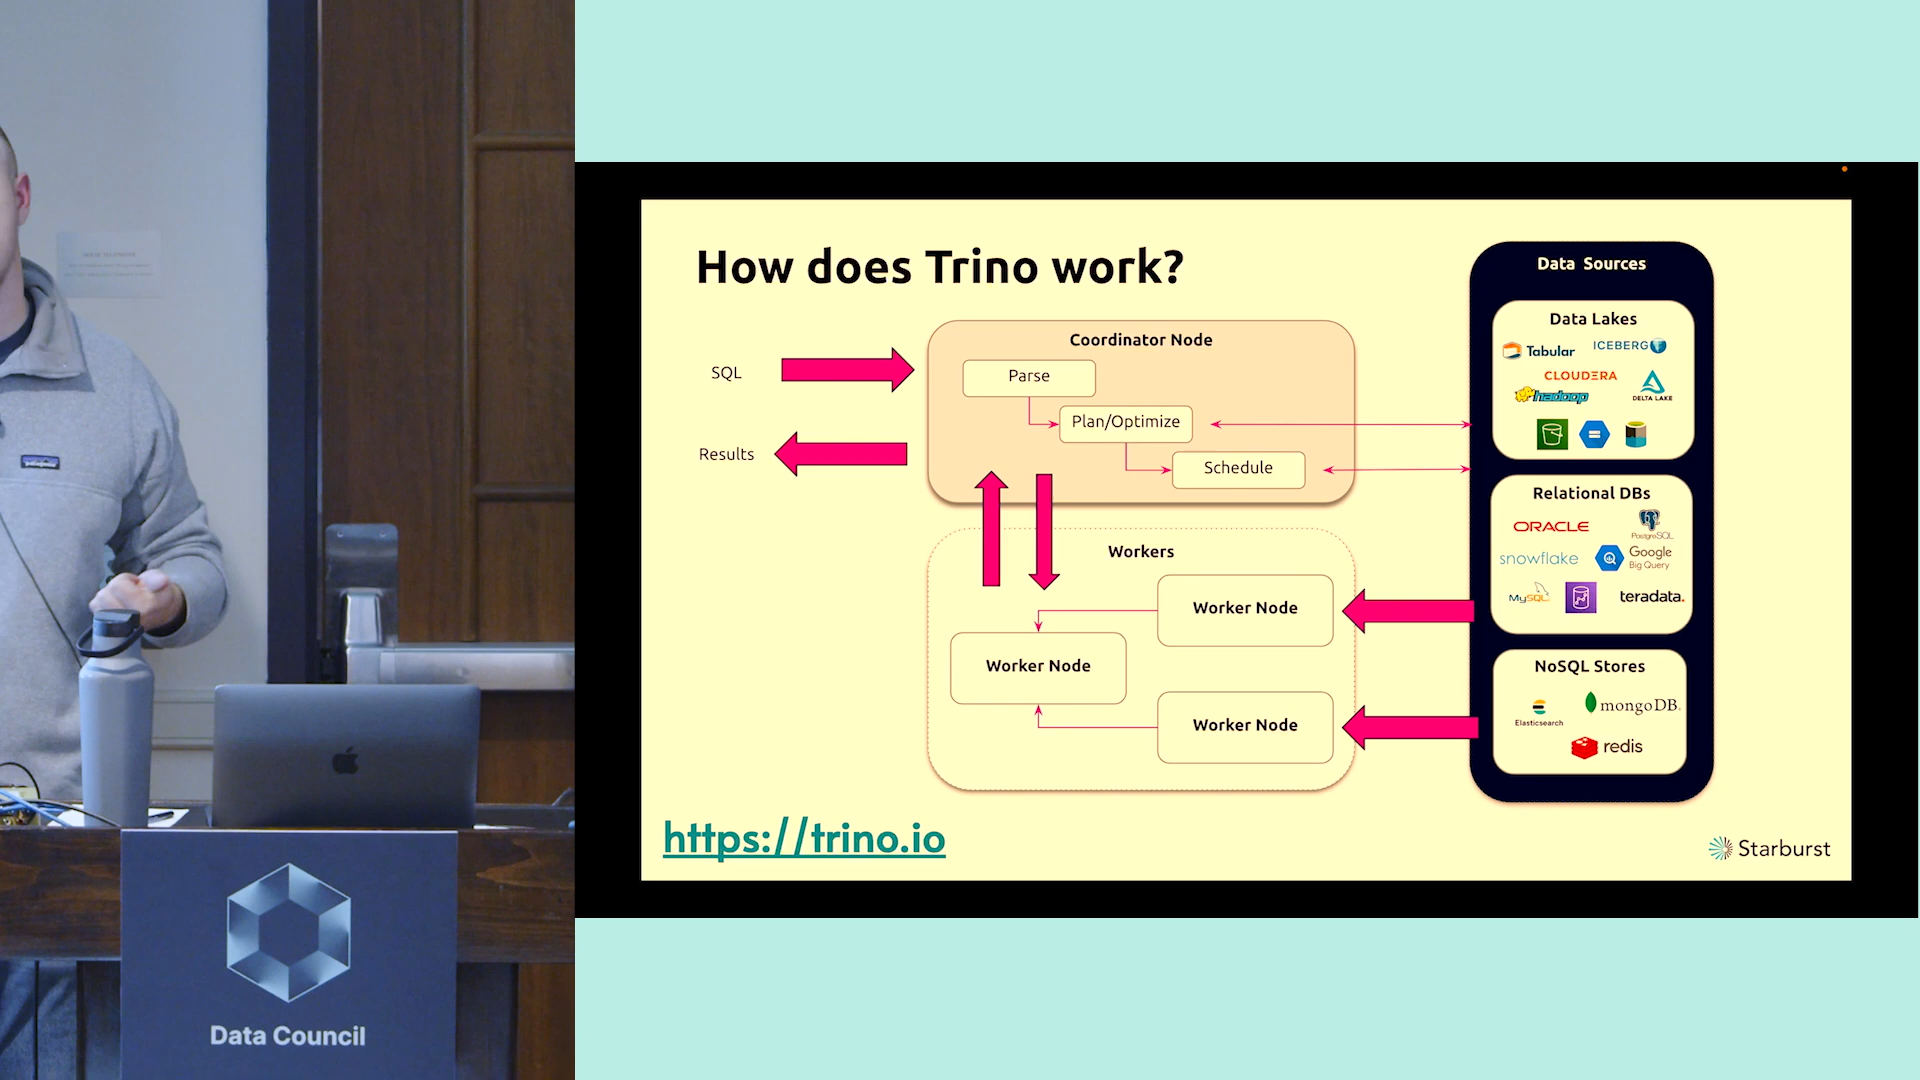 How does Trino work?
SQL
Results
Coordinator Node
Parse
Plan/Optimize
Schedule
Workers
Worker Node
Worker Node
Worker Node
Data Sources
Data Lakes
Tabular
ICEBERG
CLOUDERA
hadoop
DELTA LAKE
Relational DBs
ORACLE
PostgreSQL
snowflake
Google
Big Query
MySQL
teradata.
NoSQL Stores
Elasticsearch
mongoDB.
redis
https://trino.io
Starburst
patagonia
Data Council